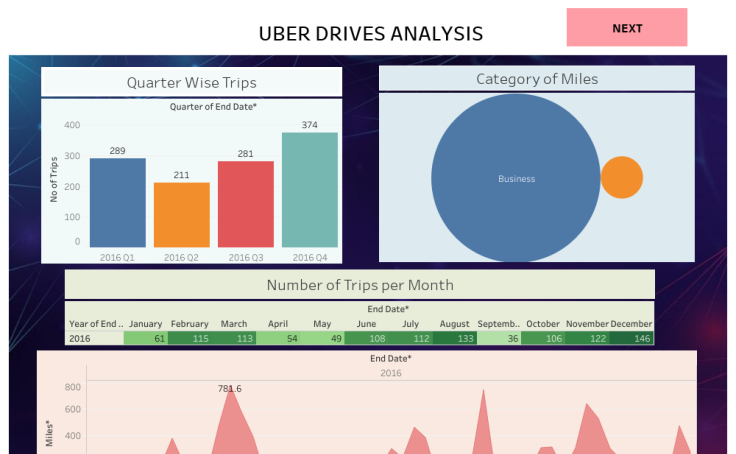 UBER DRIVES ANALYSIS
NEXT
Quarter Wise Trips
Quarter of End Date*
No of Trips
400
300
200
100
0
289
211
281
374
2016 Q1 2016 Q2 2016 Q3 2016 Q4
Category of Miles
Business
Number of Trips per Month
End Date*
Year of End .. January February March April May June July August Septemb.. October November December
2016 61 115 113 54 49 108 112 133 36 106 122 146
End Date*
2016
Miles*
800
600
400
781.6